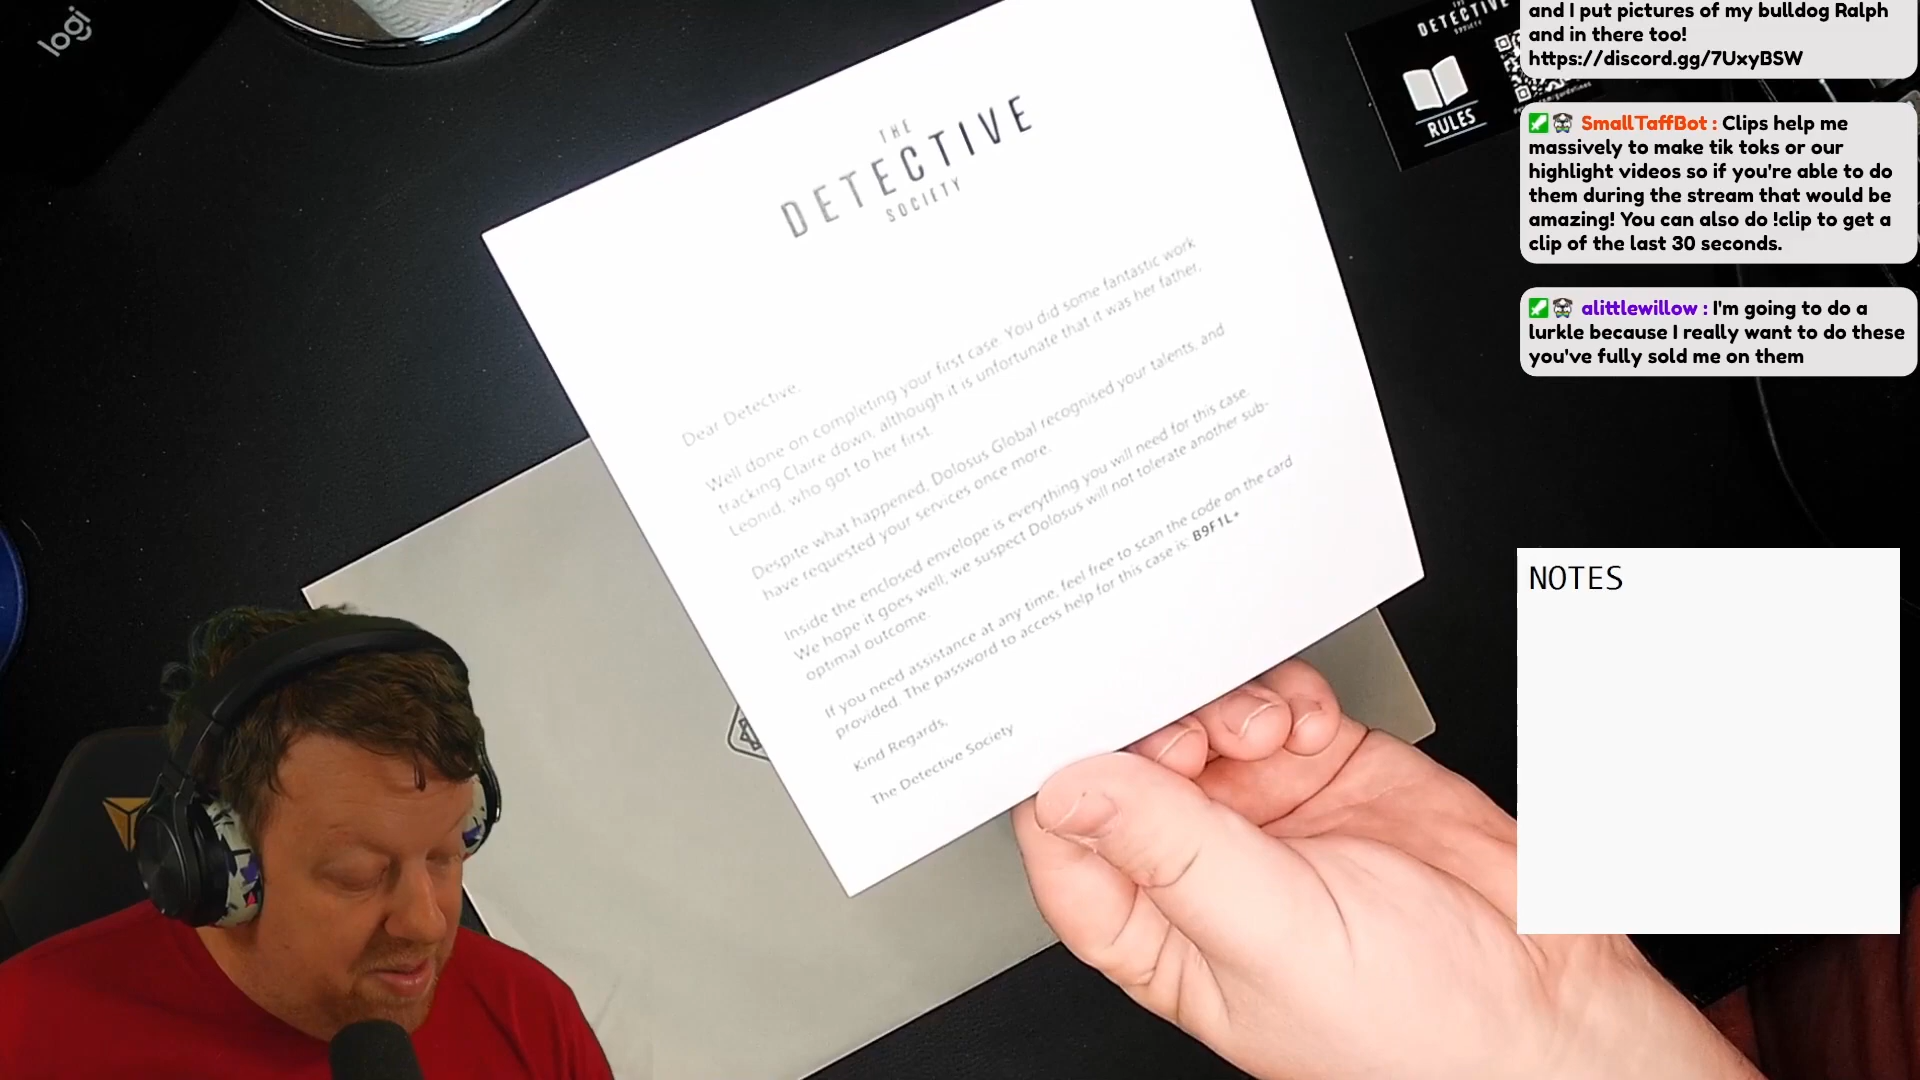 logi
THE
DETECTIVE
SOCIETY
Dear Detective,
Well done on completing your first case. You did some fantastic work
tracking Claire down, although it is unfortunate that it was her father,
Leonid, who got to her first.
Despite what happened, Dolosus Global recognised your talents, and
have requested your services once more.
Inside the enclosed envelope is everything you will need for this case.
We hope it goes well, we suspect Dolosus will not tolerate another sub-
optimal outcome.
If you need assistance at any time, feel free to scan the code on the card
provided. The password to access help for this case is: B9F1L*
Kind Regards,
The Detective Society
THE
DETECTIVE
SOCIETY
RULES
and I put pictures of my bulldog Ralph
and in there too!
https://discord.gg/7UxyBSW
SmallTaffBot : Clips help me
massively to make tik toks or our
highlight videos so if you're able to do
them during the stream that would be
amazing! You can also do !clip to get a
clip of the last 30 seconds.
alittlewillow : I'm going to do a
lurkle because I really want to do these
you've fully sold me on them
NOTES